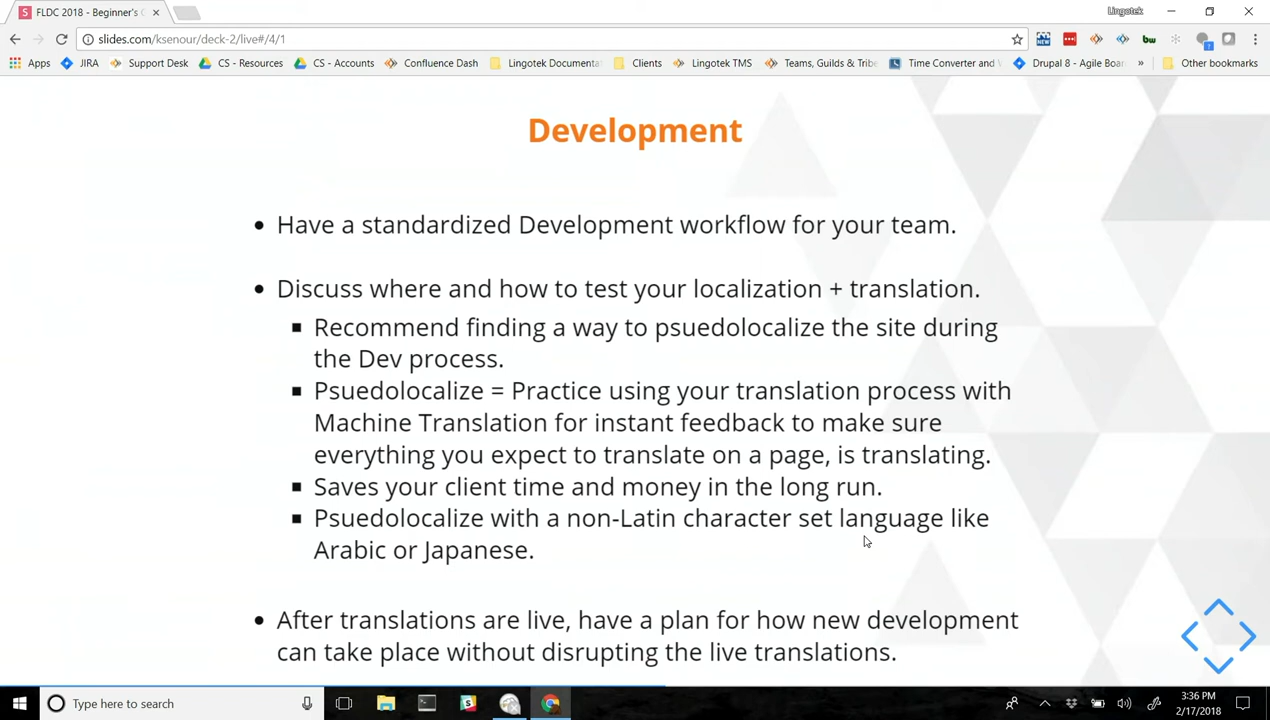 FLDC 2018 - Beginner's
Lingotek
slides.com/ksenour/deck-2/live#/4/1
Apps JIRA Support Desk CS - Resources CS - Accounts Confluence Dash Lingotek Documenta Clients Lingotek TMS Teams, Guilds & Tribe Time Converter and Drupal 8 - Agile Boar » Other bookmarks
Development
• Have a standardized Development workflow for your team.
• Discuss where and how to test your localization + translation.
▪ Recommend finding a way to psuedolocalize the site during
the Dev process.
▪ Psuedolocalize = Practice using your translation process with
Machine Translation for instant feedback to make sure
everything you expect to translate on a page, is translating.
▪ Saves your client time and money in the long run.
▪ Psuedolocalize with a non-Latin character set language like
Arabic or Japanese.
• After translations are live, have a plan for how new development
can take place without disrupting the live translations.
Type here to search
3:36 PM
2/17/2018